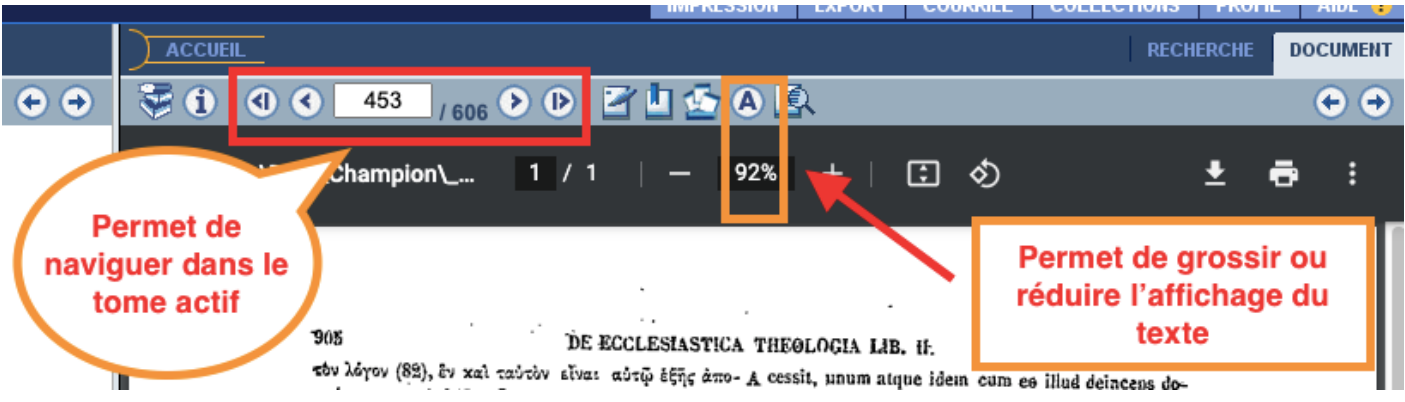 IMPRESSION EXPORT COURRIEL COLLECTIONS PROFIL AIDE ?
ACCUEIL RECHERCHE DOCUMENT
i 453 / 606 A
Champion\_... 1 / 1 — 92% +
Permet de
naviguer dans le
tome actif
Permet de grossir ou
réduire l’affichage du
texte
905 DE ECCLESIASTICA THEOLOGIA LIB. II.
τὸν λόγον (82), ἓν καὶ ταὐτὸν εἶναι αὐτῷ ἑξῆς ἀπο- A cessit, unum atque idem cum eo illud deinceps do-